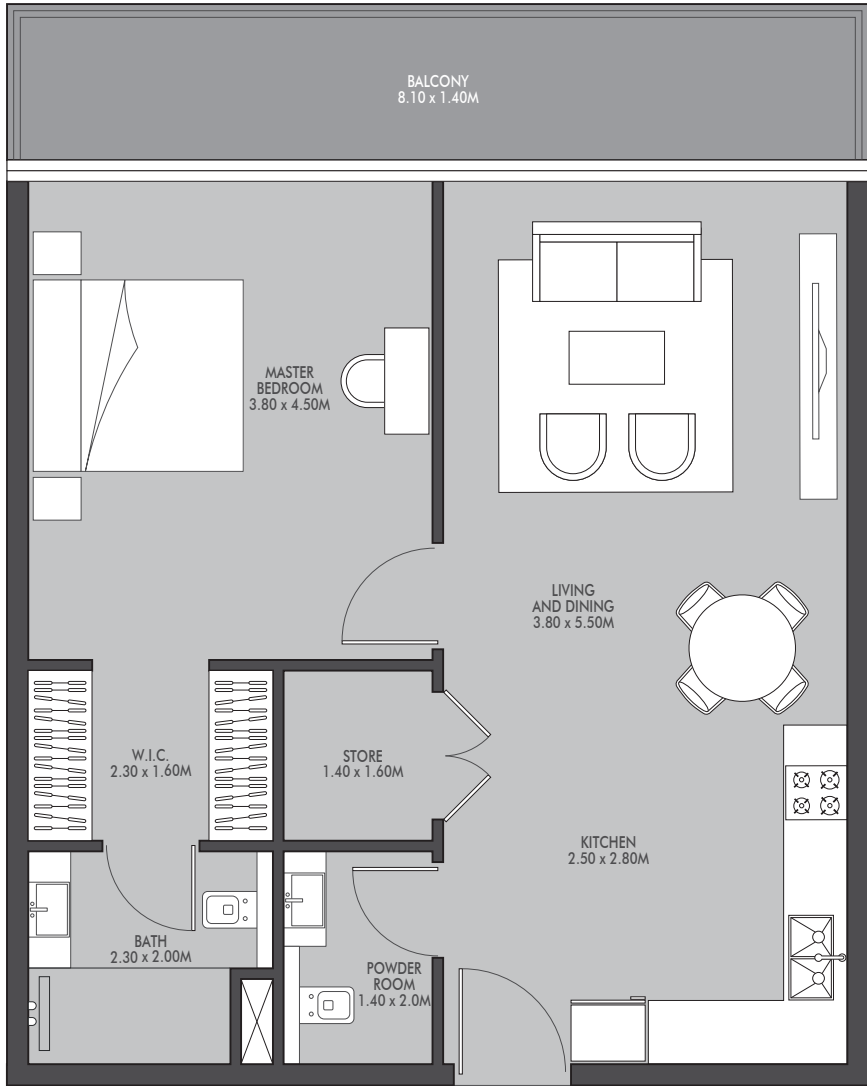 BALCONY
8.10 x 1.40M
MASTER
BEDROOM
3.80 x 4.50M
LIVING
AND DINING
3.80 x 5.50M
W.I.C.
2.30 x 1.60M
STORE
1.40 x 1.60M
KITCHEN
2.50 x 2.80M
BATH
2.30 x 2.00M
POWDER
ROOM
1.40 x 2.0M